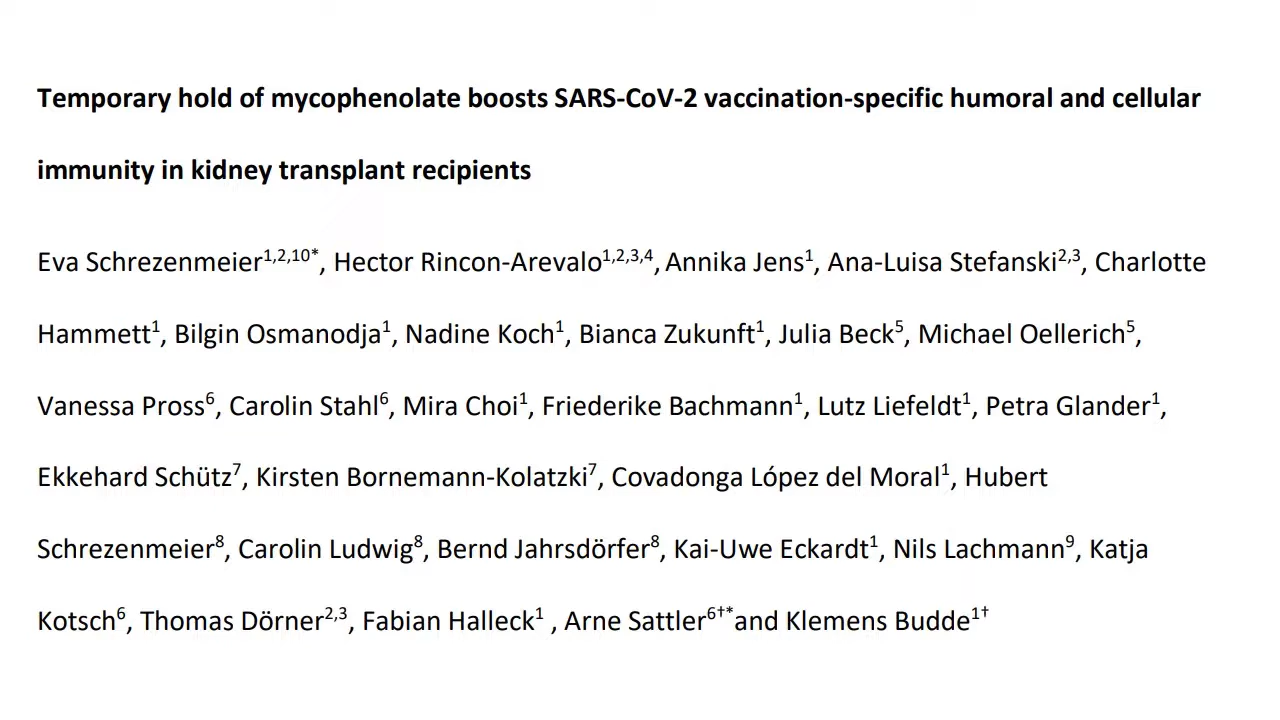 Temporary hold of mycophenolate boosts SARS-CoV-2 vaccination-specific humoral and cellular
immunity in kidney transplant recipients
Eva Schrezenmeier1,2,10*, Hector Rincon-Arevalo1,2,3,4, Annika Jens1, Ana-Luisa Stefanski2,3, Charlotte
Hammett1, Bilgin Osmanodja1, Nadine Koch1, Bianca Zukunft1, Julia Beck5, Michael Oellerich5,
Vanessa Pross6, Carolin Stahl6, Mira Choi1, Friederike Bachmann1, Lutz Liefeldt1, Petra Glander1,
Ekkehard Schütz7, Kirsten Bornemann-Kolatzki7, Covadonga López del Moral1, Hubert
Schrezenmeier8, Carolin Ludwig8, Bernd Jahrsdörfer8, Kai-Uwe Eckardt1, Nils Lachmann9, Katja
Kotsch6, Thomas Dörner2,3, Fabian Halleck1 , Arne Sattler6†*and Klemens Budde1†